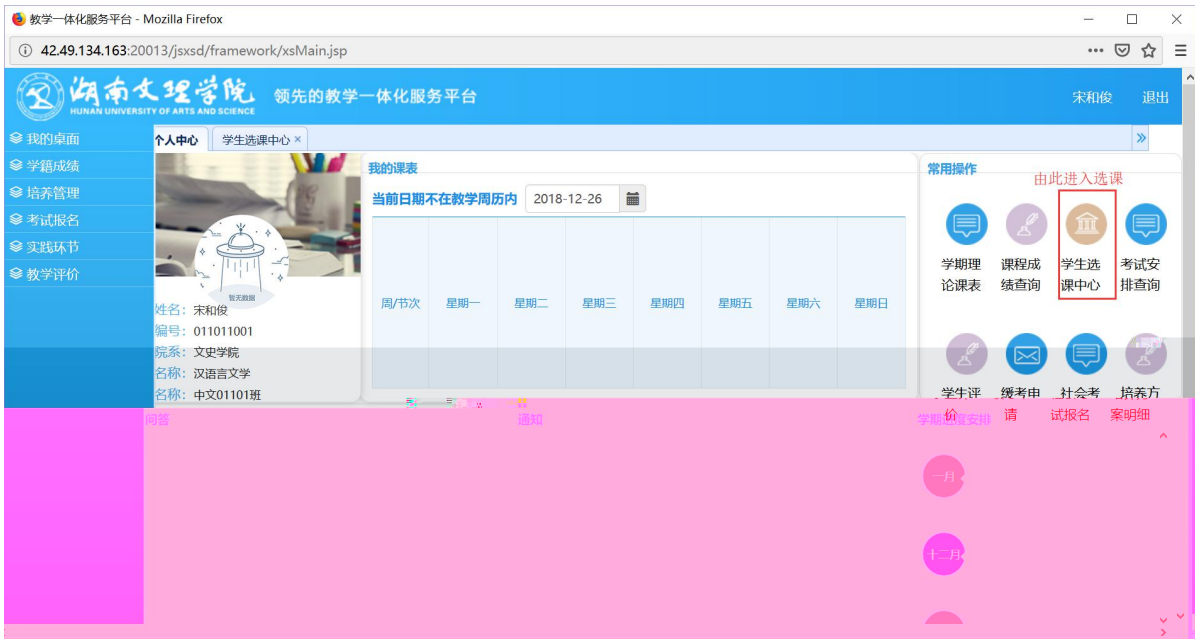 教学一体化服务平台 - Mozilla Firefox
42.49.134.163:20013/jsxsd/framework/xsMain.jsp
湖南文理学院
HUNAN UNIVERSITY OF ARTS AND SCIENCE
领先的教学一体化服务平台
宋和俊 退出
我的桌面
学籍成绩
培养管理
考试报名
实践环节
教学评价
个人中心 学生选课中心 ×
暂无数据
姓名：宋和俊
编号：011011001
院系：文史学院
名称：汉语言文学
名称：中文01101班
我的课表
当前日期不在教学周历内 2018-12-26
周/节次 星期一 星期二 星期三 星期四 星期五 星期六 星期日
常用操作
由此进入选课
学期理论课表
课程成绩查询
学生选课中心
考试安排查询
学生评价
缓考申请
社会考试报名
培养方案明细
问答
通知
学期进度安排
一月
十二月